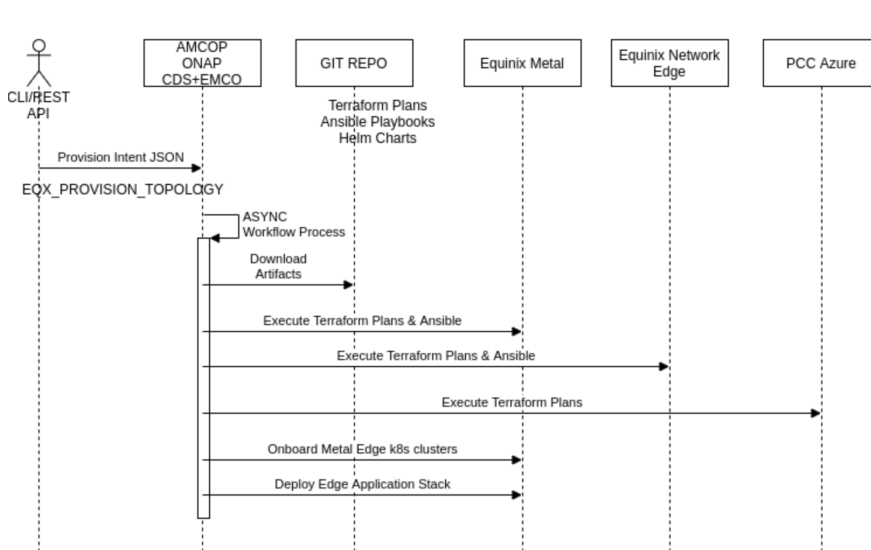 AMCOP
ONAP
CDS+EMCO
GIT REPO
Equinix Metal
Equinix Network
Edge
PCC Azure
CLI/REST
API
Terraform Plans
Ansible Playbooks
Helm Charts
Provision Intent JSON
EQX_PROVISION_TOPOLOGY
ASYNC
Workflow Process
Download
Artifacts
Execute Terraform Plans & Ansible
Execute Terraform Plans & Ansible
Execute Terraform Plans
Onboard Metal Edge k8s clusters
Deploy Edge Application Stack